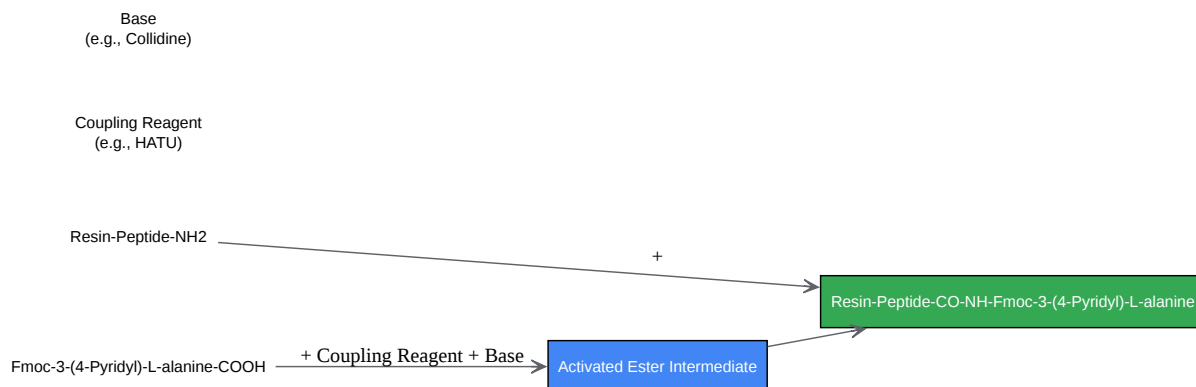 Base
(e.g., Collidine)
Coupling Reagent
(e.g., HATU)
Resin-Peptide-NH2
+
Resin-Peptide-CO-NH-Fmoc-3-(4-Pyridyl)-L-alanine
Fmoc-3-(4-Pyridyl)-L-alanine-COOH
+ Coupling Reagent + Base
Activated Ester Intermediate